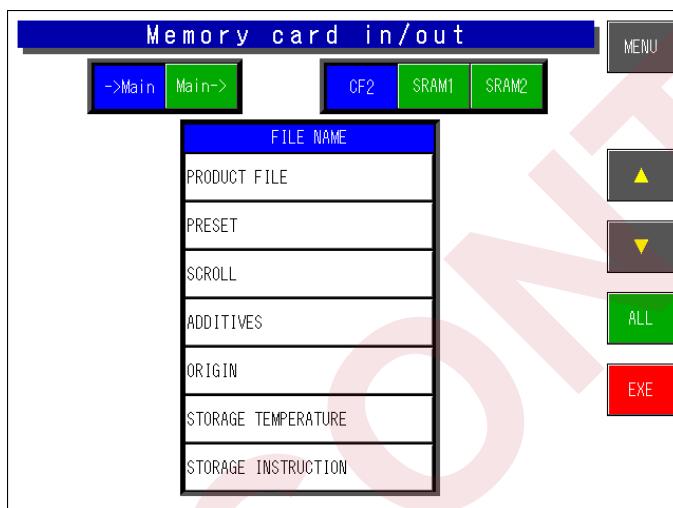 Memory card in/out
MENU
->Main Main-> CF2 SRAM1 SRAM2
FILE NAME
PRODUCT FILE
PRESET
SCROLL
ADDITIVES
ALL
ORIGIN
EXE
STORAGE TEMPERATURE
STORAGE INSTRUCTION
CONT